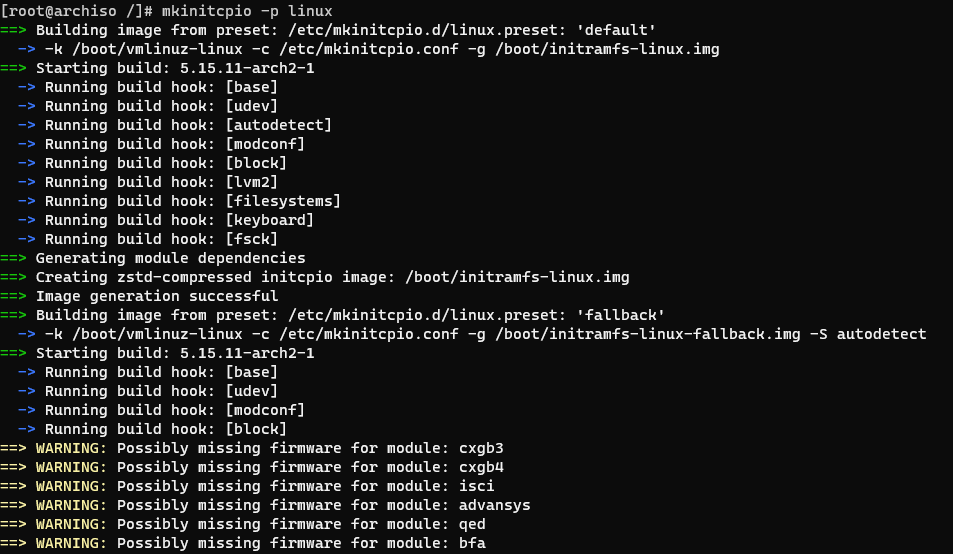 [root@archiso /]# mkinitcpio -p linux
==> Building image from preset: /etc/mkinitcpio.d/linux.preset: 'default'
  -> -k /boot/vmlinuz-linux -c /etc/mkinitcpio.conf -g /boot/initramfs-linux.img
==> Starting build: 5.15.11-arch2-1
  -> Running build hook: [base]
  -> Running build hook: [udev]
  -> Running build hook: [autodetect]
  -> Running build hook: [modconf]
  -> Running build hook: [block]
  -> Running build hook: [lvm2]
  -> Running build hook: [filesystems]
  -> Running build hook: [keyboard]
  -> Running build hook: [fsck]
==> Generating module dependencies
==> Creating zstd-compressed initcpio image: /boot/initramfs-linux.img
==> Image generation successful
==> Building image from preset: /etc/mkinitcpio.d/linux.preset: 'fallback'
  -> -k /boot/vmlinuz-linux -c /etc/mkinitcpio.conf -g /boot/initramfs-linux-fallback.img -S autodetect
==> Starting build: 5.15.11-arch2-1
  -> Running build hook: [base]
  -> Running build hook: [udev]
  -> Running build hook: [modconf]
  -> Running build hook: [block]
==> WARNING: Possibly missing firmware for module: cxgb3
==> WARNING: Possibly missing firmware for module: cxgb4
==> WARNING: Possibly missing firmware for module: isci
==> WARNING: Possibly missing firmware for module: advansys
==> WARNING: Possibly missing firmware for module: qed
==> WARNING: Possibly missing firmware for module: bfa